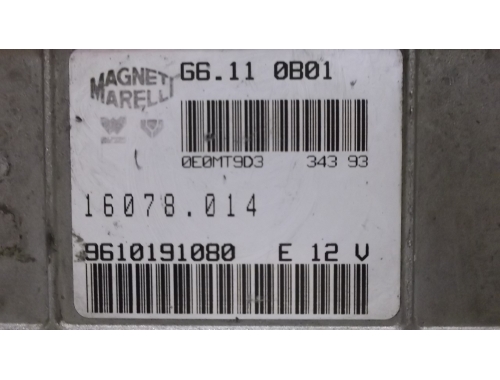 MAGNETI
MARELLI
G6.11 0B01
0E0MT9D3 343 93
16078.014
9610191080 E 12 V